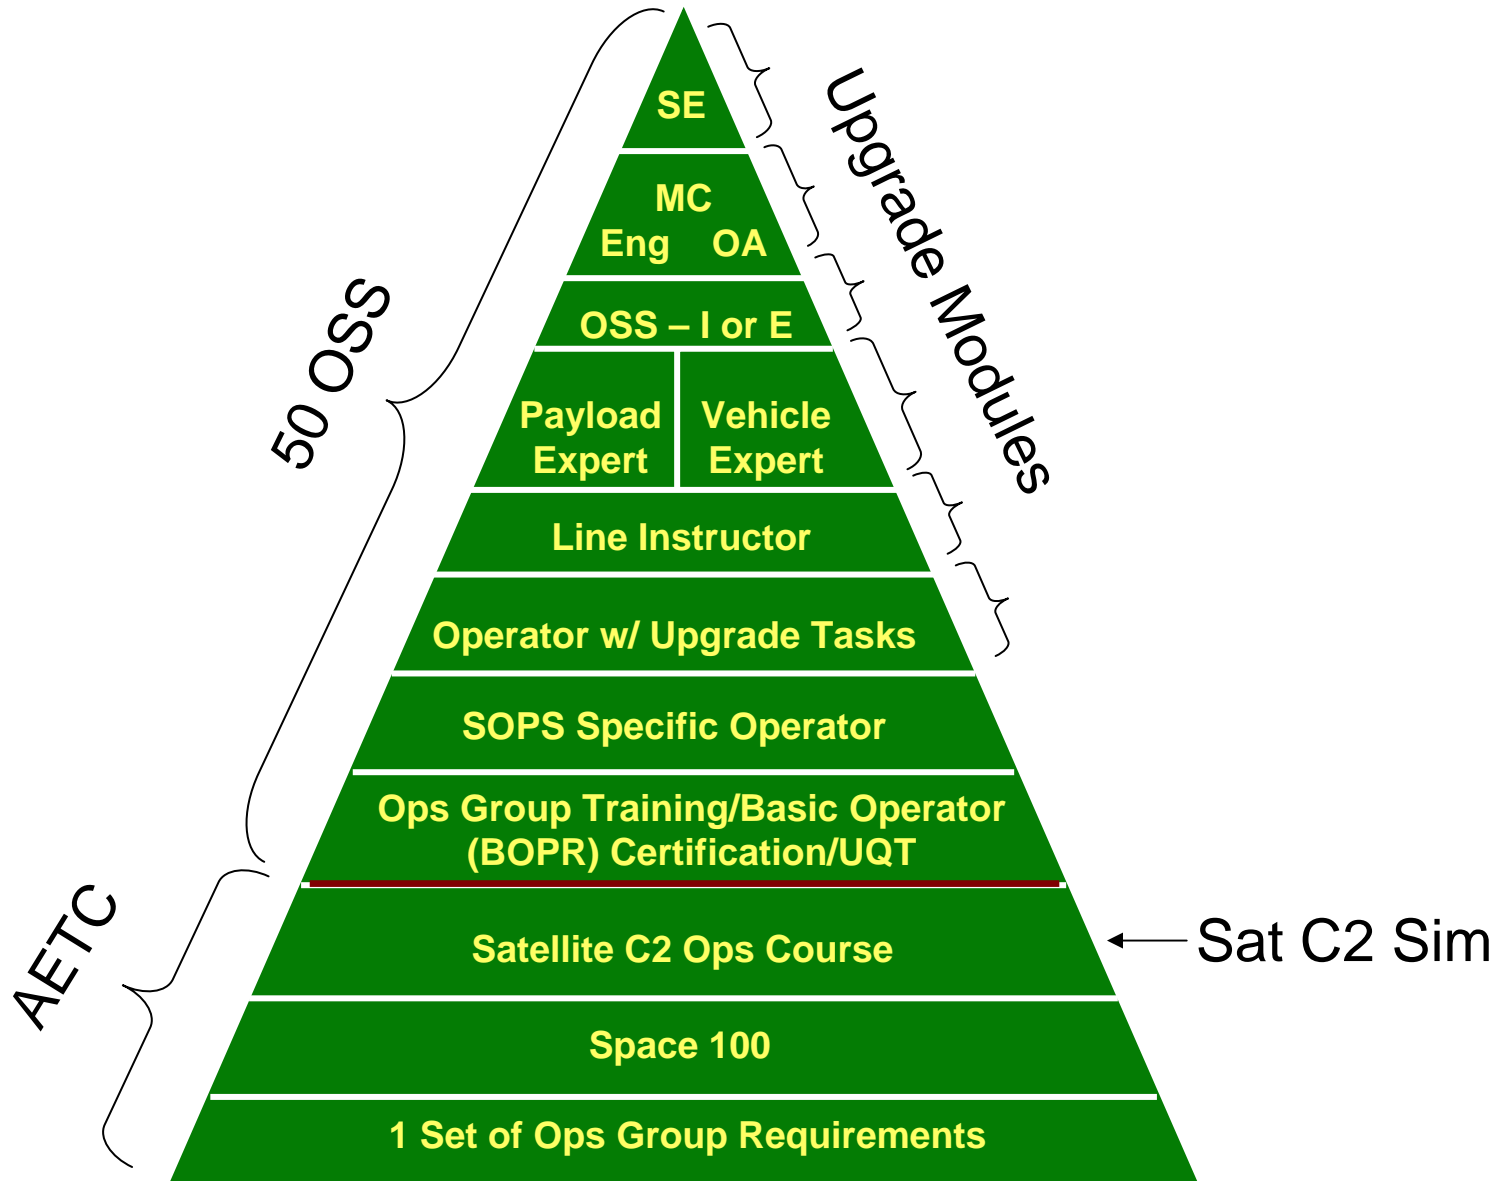 SE
MC
Eng OA
OSS – I or E
Payload
Expert
Vehicle
Expert
Line Instructor
Operator w/ Upgrade Tasks
SOPS Specific Operator
Ops Group Training/Basic Operator
(BOPR) Certification/UQT
Satellite C2 Ops Course
Space 100
1 Set of Ops Group Requirements
50 OSS
AETC
Upgrade Modules
Sat C2 Sim